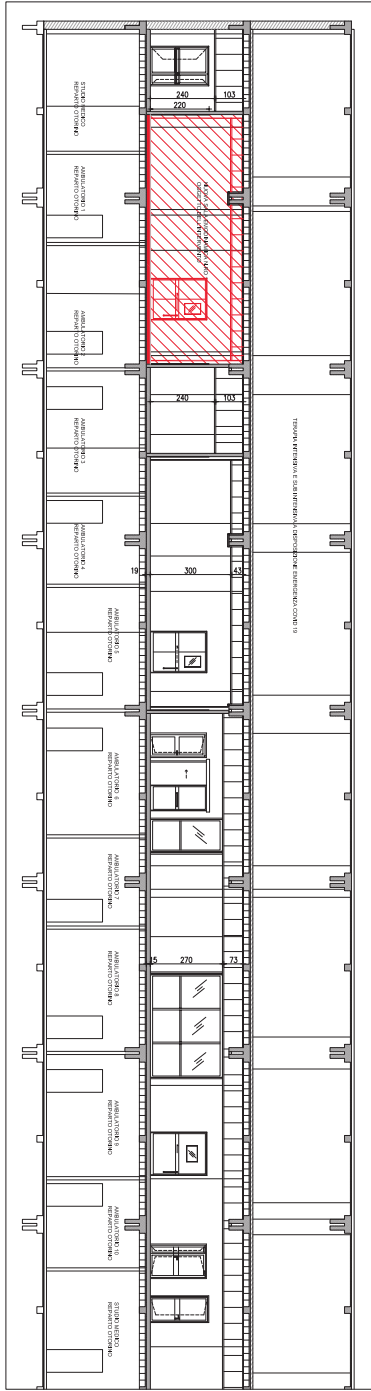 TERAPIA INTENSIVA E SUB INTENSIVA A DISPOSIZIONE EMERGENZA COVID 19
240
220
103
240
103
19
300
43
15
270
73
STUDIO MEDICO
REPARTO OTORINO
AMBULATORIO 1
REPARTO OTORINO
AMBULATORIO 2
REPARTO OTORINO
AMBULATORIO 3
REPARTO OTORINO
AMBULATORIO 4
REPARTO OTORINO
AMBULATORIO 5
REPARTO OTORINO
AMBULATORIO 6
REPARTO OTORINO
AMBULATORIO 7
REPARTO OTORINO
AMBULATORIO 8
REPARTO OTORINO
AMBULATORIO 9
REPARTO OTORINO
AMBULATORIO 10
REPARTO OTORINO
STUDIO MEDICO
REPARTO OTORINO